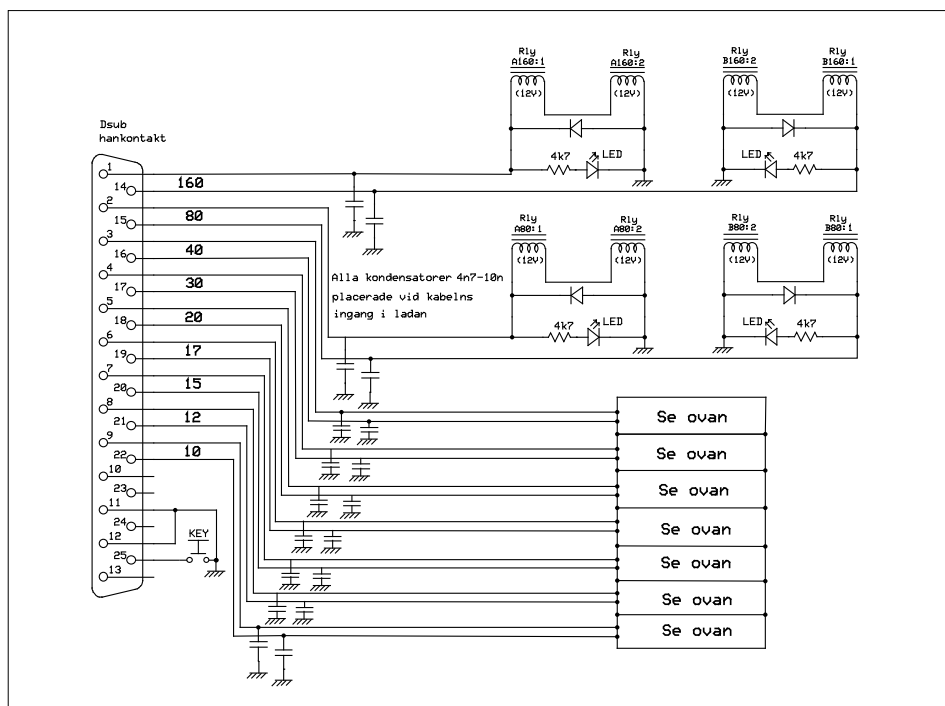 Rly
A160:1
(12V)
Rly
A160:2
(12V)
Rly
B160:2
(12V)
Rly
B160:1
(12V)
4k7
LED
LED
4k7
Dsub
hankontakt
1
14
160
2
15
80
3
16
40
4
17
30
5
18
20
6
19
17
7
20
15
8
21
12
9
22
10
10
23
11
24
12
25
13
KEY
Rly
A80:1
(12V)
Rly
A80:2
(12V)
Rly
B80:2
(12V)
Rly
B80:1
(12V)
4k7
LED
LED
4k7
Alla kondensatorer 4n7-10n
placerade vid kabelns
ingang i ladan
Se ovan
Se ovan
Se ovan
Se ovan
Se ovan
Se ovan
Se ovan